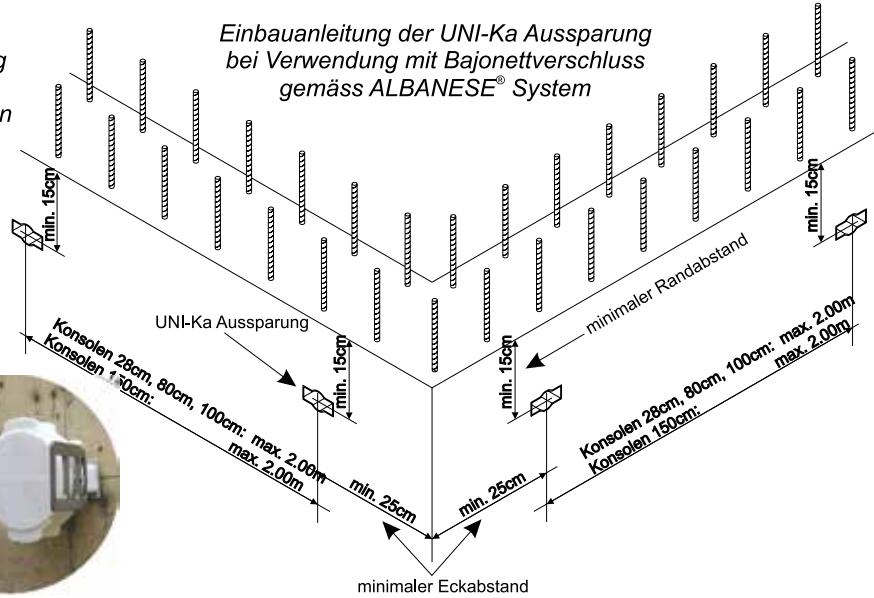 g
n
Einbauanleitung der UNI-Ka Aussparung
bei Verwendung mit Bajonettverschluss
gemäss ALBANESE® System
min. 15cm
min. 15cm
UNI-Ka Aussparung
min. 15cm
min. 15cm
minimaler Randabstand
Konsolen 28cm, 80cm, 100cm: max. 2.00m
Konsolen 150cm: max. 2.00m
Konsolen 28cm, 80cm, 100cm: max. 2.00m
Konsolen 150cm: max. 2.00m
min. 25cm
min. 25cm
minimaler Eckabstand